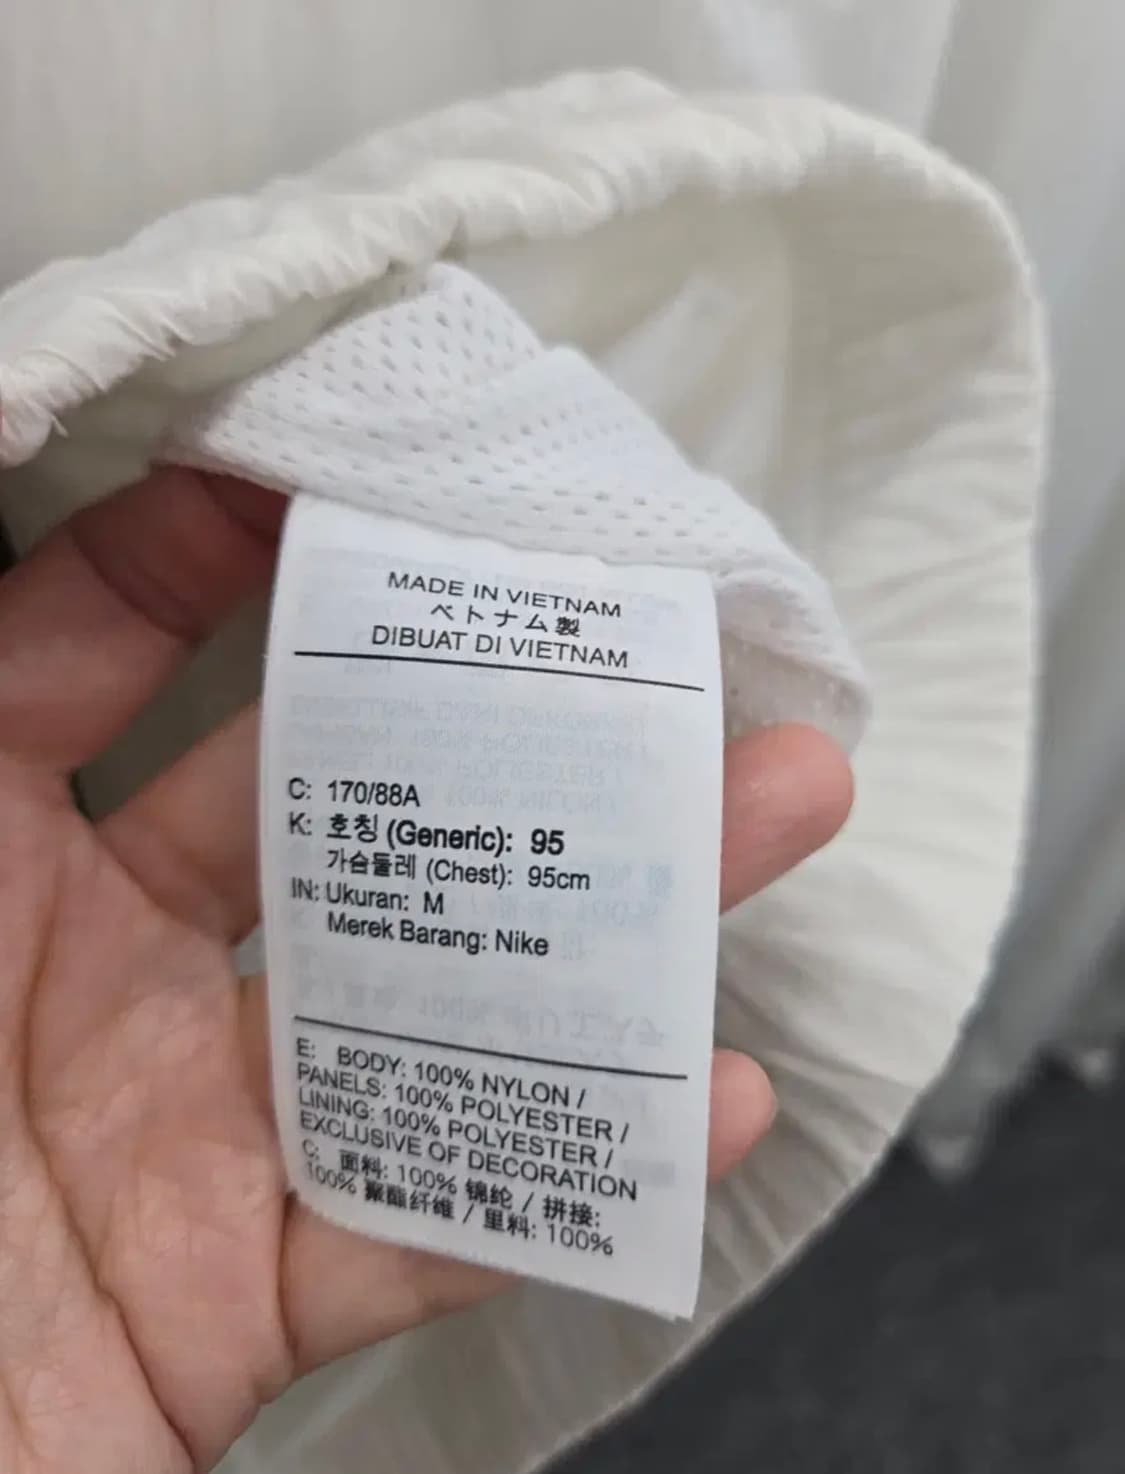 MADE IN VIETNAM
ベトナム製
DIBUAT DI VIETNAM
C: 170/88A
K: 호칭 (Generic): 95
가슴둘레 (Chest): 95cm
IN: Ukuran: M
Merek Barang: Nike
E: BODY: 100% NYLON /
PANELS: 100% POLYESTER /
LINING: 100% POLYESTER /
EXCLUSIVE OF DECORATION
C: 面料: 100% 锦纶 / 拼接:
100% 聚酯纤维 / 里料: 100%